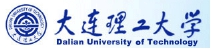 大连理工大学
Dalian University of Technology